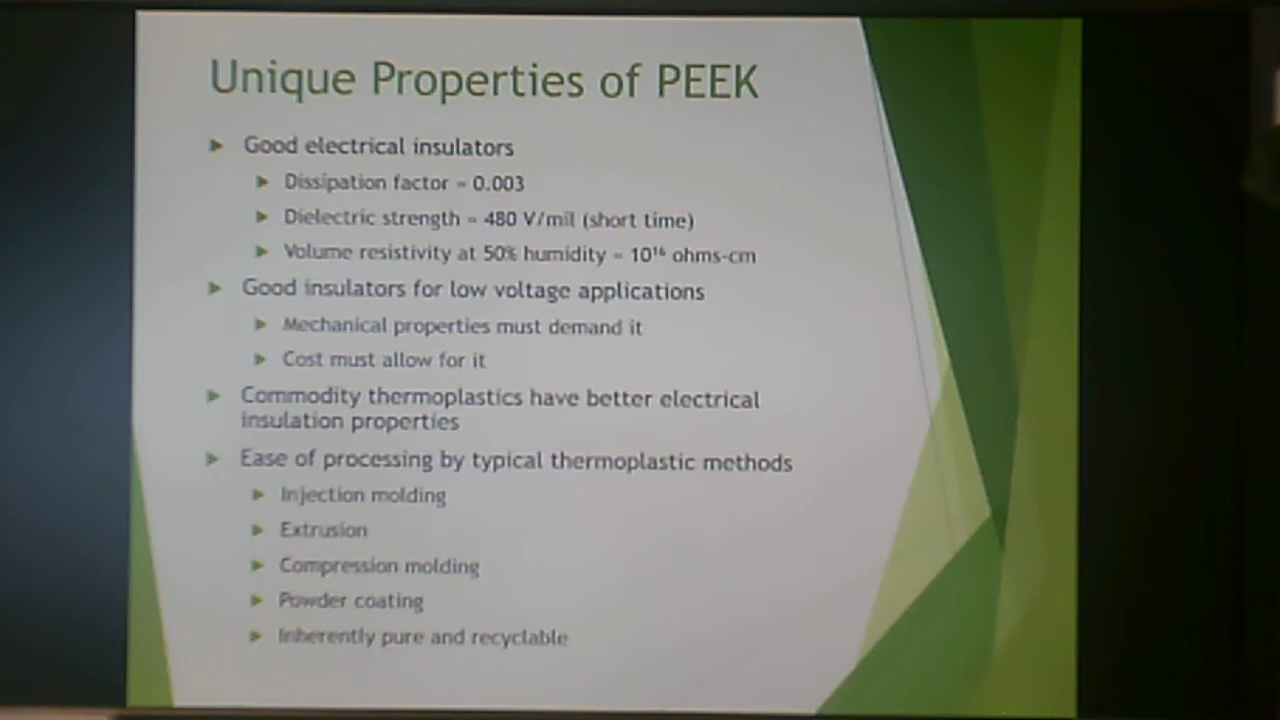 Unique Properties of PEEK
Good electrical insulators
Dissipation factor = 0.003
Dielectric strength = 480 V/mil (short time)
Volume resistivity at 50% humidity = 10¹⁶ ohms-cm
Good insulators for low voltage applications
Mechanical properties must demand it
Cost must allow for it
Commodity thermoplastics have better electrical
insulation properties
Ease of processing by typical thermoplastic methods
Injection molding
Extrusion
Compression molding
Powder coating
Inherently pure and recyclable